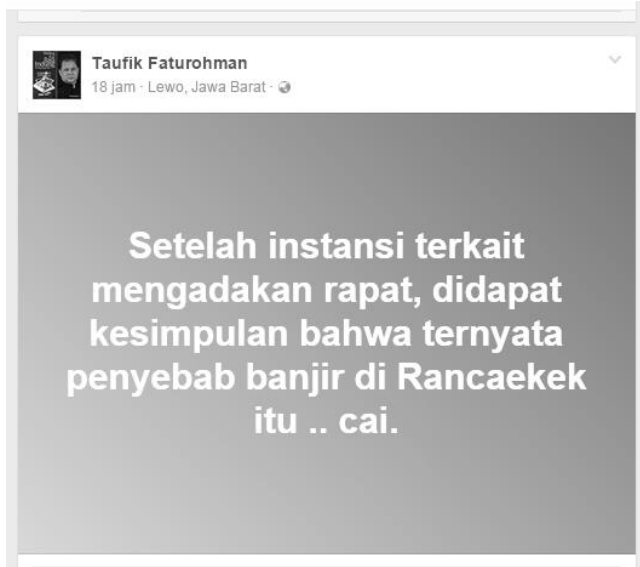 Taufik Faturohman
18 jam · Lewo, Jawa Barat ·
Setelah instansi terkait
mengadakan rapat, didapat
kesimpulan bahwa ternyata
penyebab banjir di Rancaekek
itu .. cai.